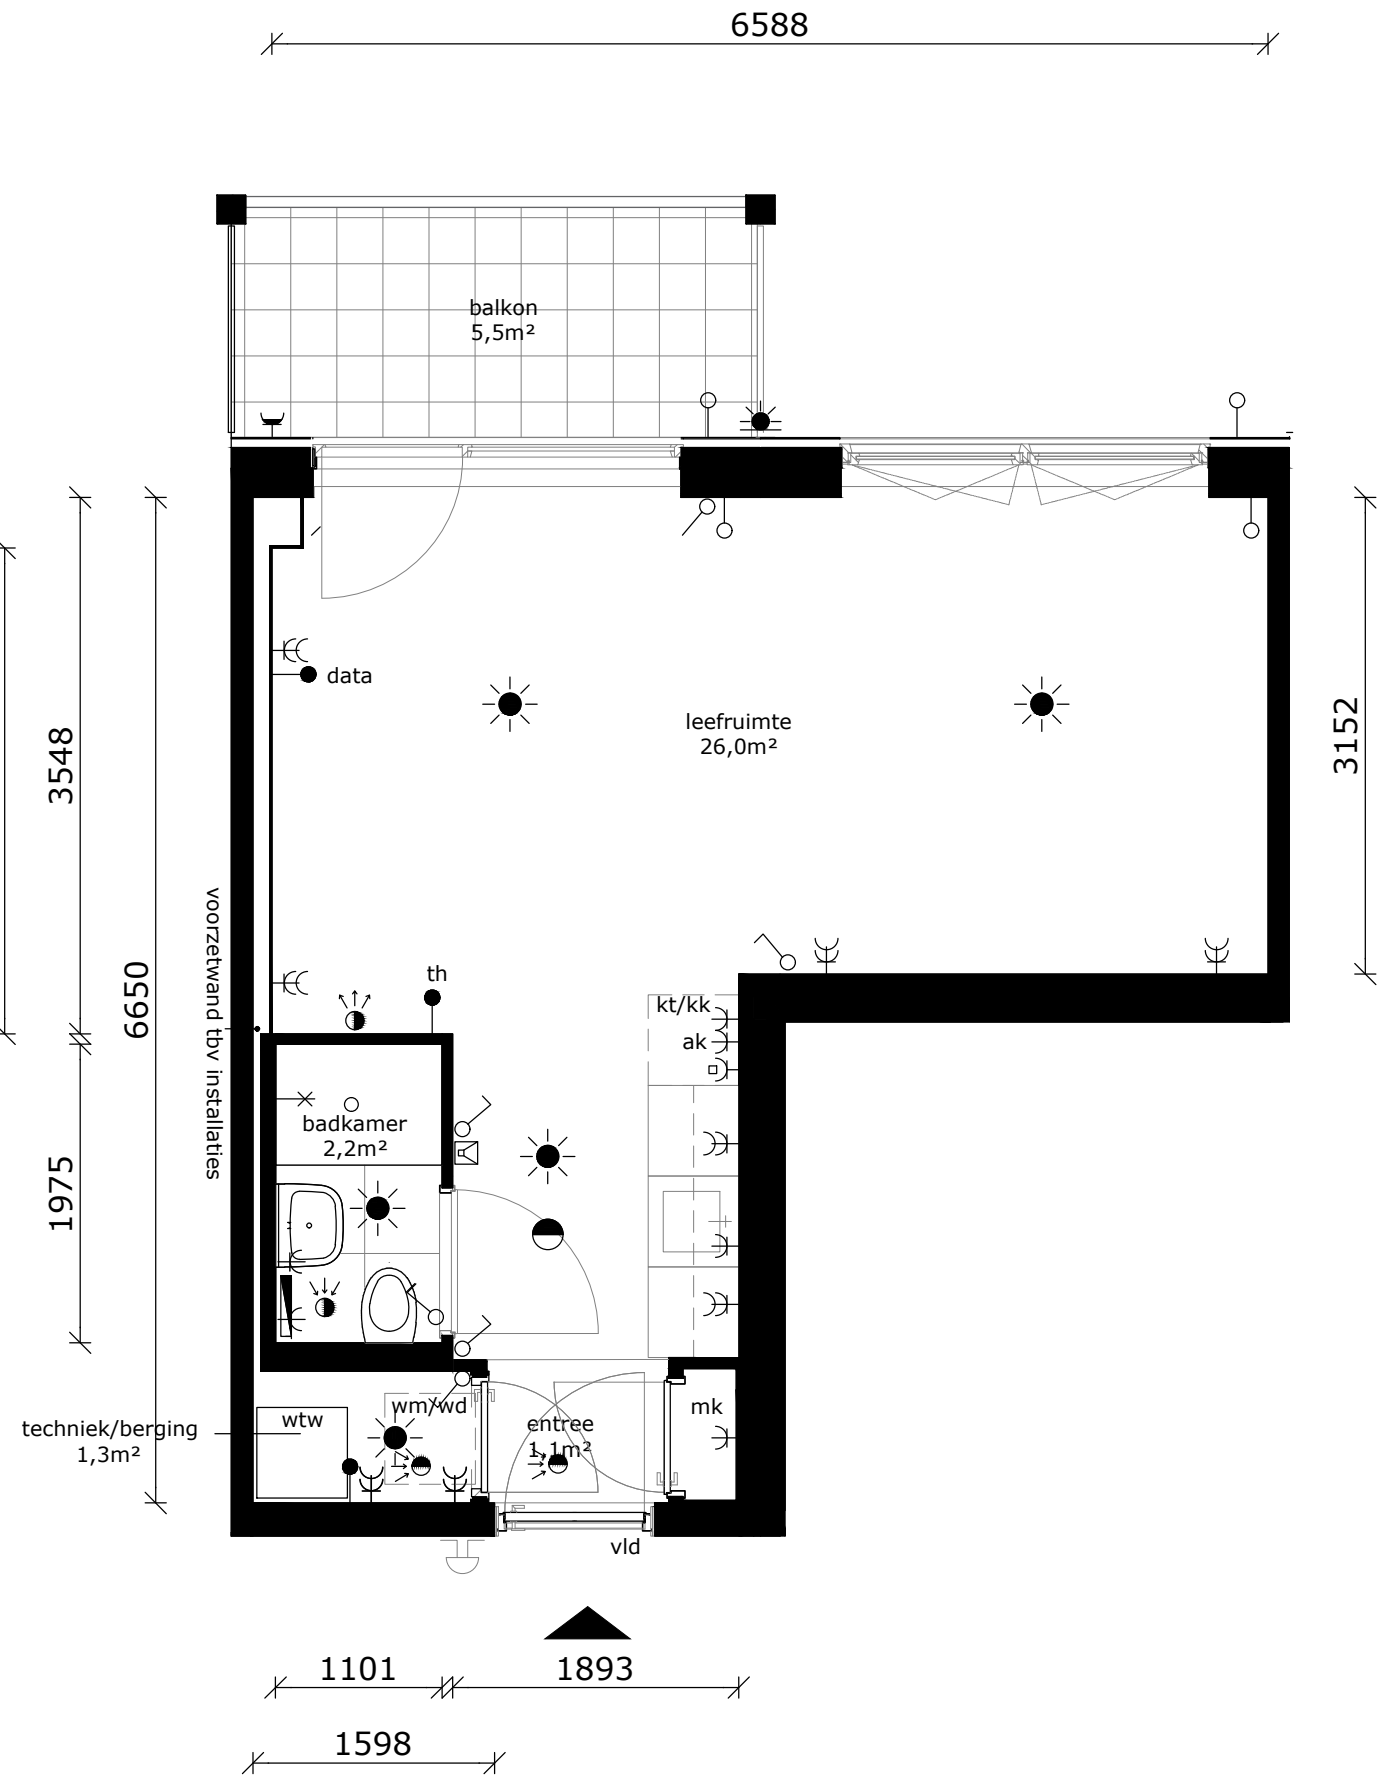 6588
balkon
5,5m²
data
leefruimte
26,0m²
3548
3152
6650
voorzetwand tbv installaties
th
kt/kk
ak
badkamer
2,2m²
1975
techniek/berging
1,3m²
wtw
wm/wd
entree
1,1m²
mk
vld
1101
1893
1598